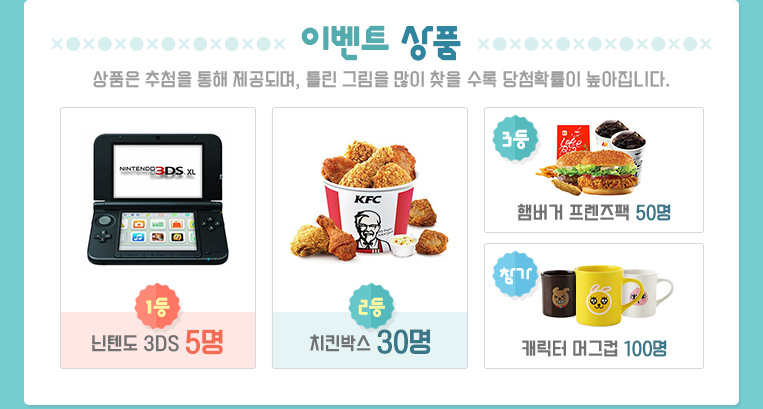 이벤트 상품
상품은 추첨을 통해 제공되며, 틀린 그림을 많이 찾을 수록 당첨확률이 높아집니다.
NINTENDO3DS XL
1등
닌텐도 3DS 5명
KFC
2등
치킨박스 30명
3등
햄버거 프렌즈팩 50명
참가
캐릭터 머그컵 100명